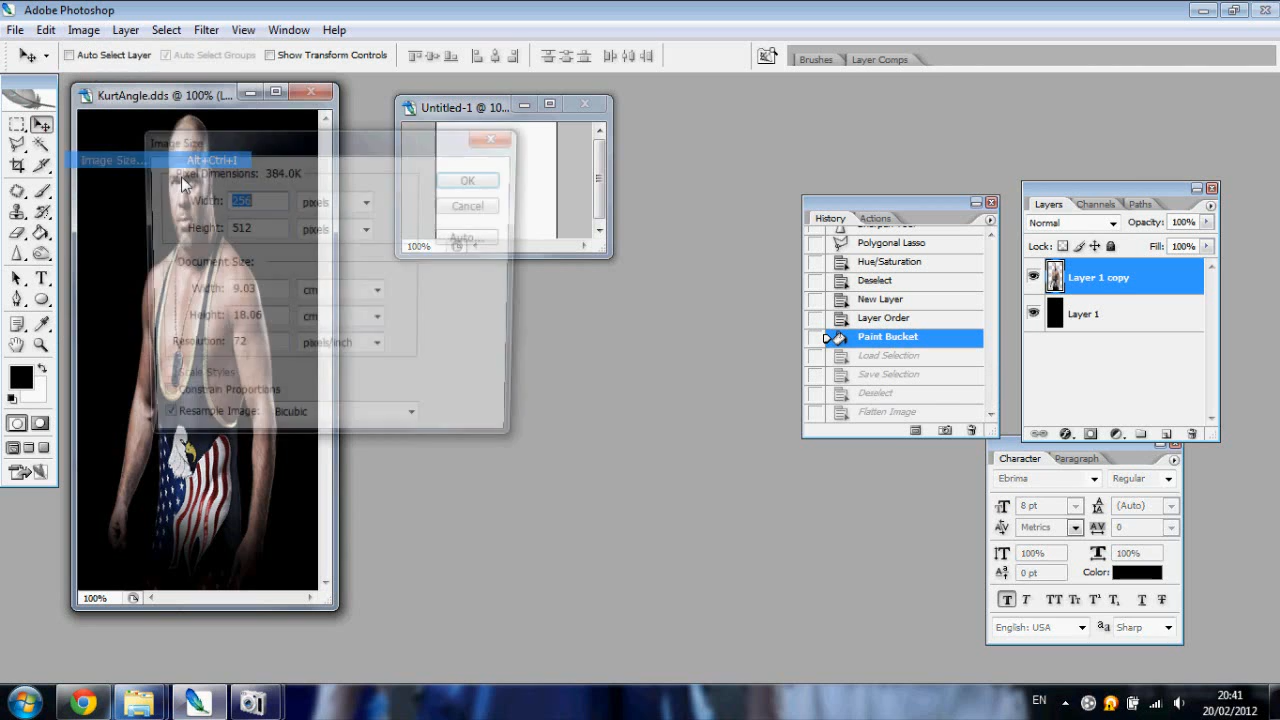 Adobe Photoshop
File Edit Image Layer Select Filter View Window Help
Auto Select Layer Auto Select Groups Show Transform Controls
Brushes Layer Comps
KurtAngle.dds @ 100% (L...
Untitled-1 @ 10...
Image Size
Image Size... Alt+Ctrl+I
Pixel Dimensions: 384.0K
OK
Width: 256 pixels
Cancel
Height: 512 pixels
Auto...
100%
Document Size:
Width: 9.03 cm
Height: 18.06 cm
Resolution: 72 pixels/inch
Scale Styles
Constrain Proportions
Resample Image: Bicubic
100%
History Actions
Polygonal Lasso
Hue/Saturation
Deselect
New Layer
Layer Order
Paint Bucket
Load Selection
Save Selection
Deselect
Flatten Image
Layers Channels Paths
Normal Opacity: 100%
Lock: Fill: 100%
Layer 1 copy
Layer 1
Character Paragraph
Ebrima Regular
8 pt (Auto)
Metrics 0
100% 100%
0 pt Color:
T T TT Tr T¹ T₁ T T
English: USA aa Sharp
EN
20:41
20/02/2012